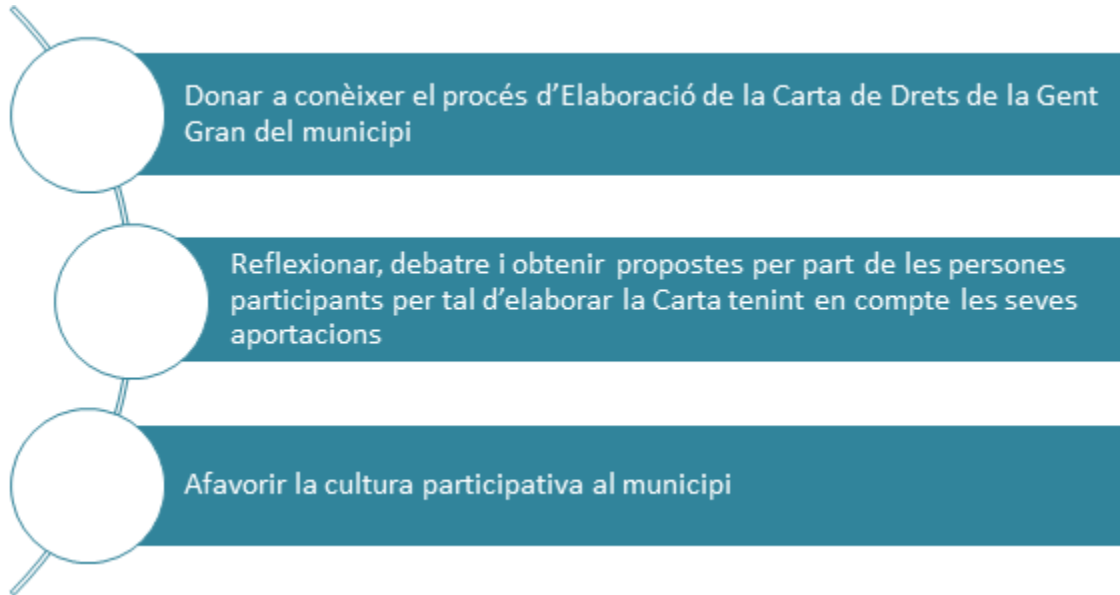 Donar a conèixer el procés d’Elaboració de la Carta de Drets de la Gent
Gran del municipi
Reflexionar, debatre i obtenir propostes per part de les persones
participants per tal d’elaborar la Carta tenint en compte les seves
aportacions
Afavorir la cultura participativa al municipi